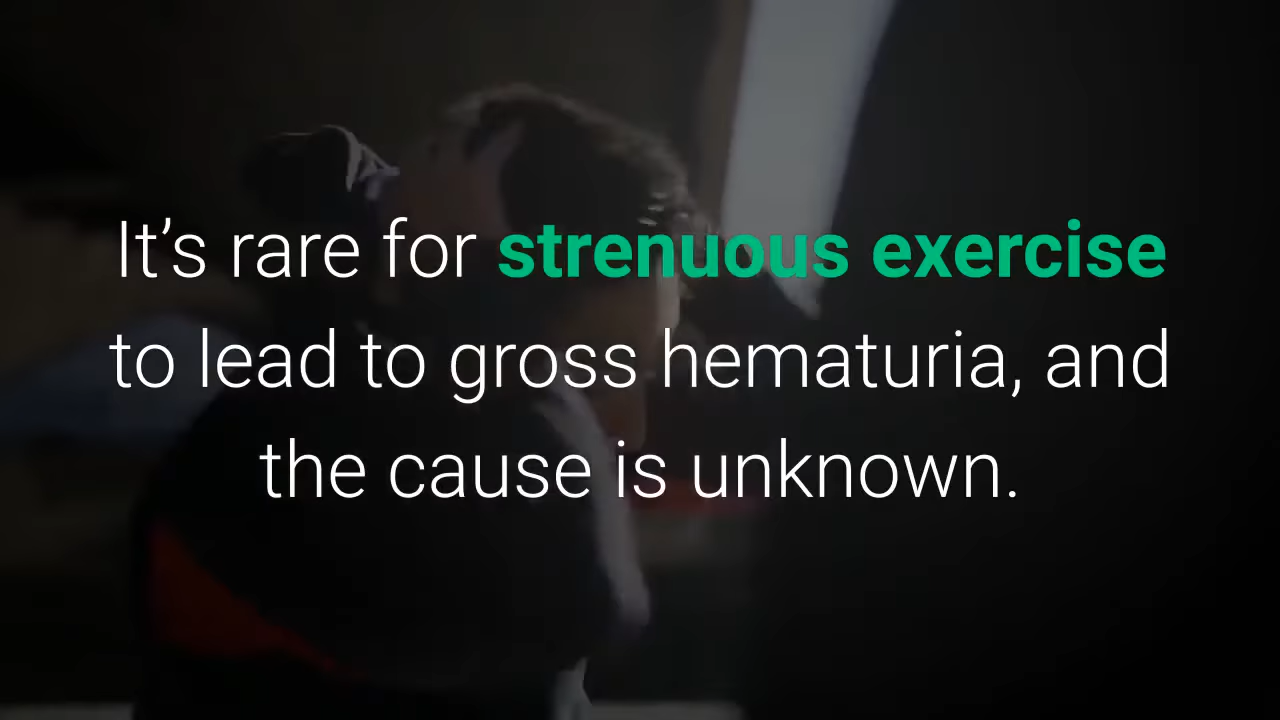 It’s rare for strenuous exercise
to lead to gross hematuria, and
the cause is unknown.